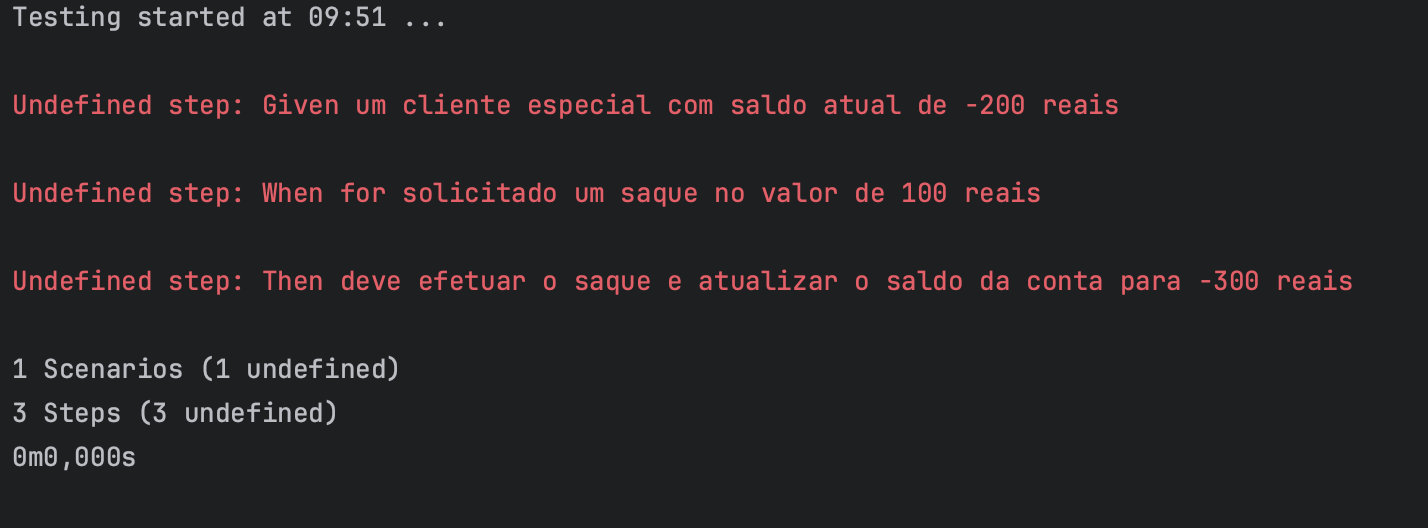 Testing started at 09:51 ...
Undefined step: Given um cliente especial com saldo atual de -200 reais
Undefined step: When for solicitado um saque no valor de 100 reais
Undefined step: Then deve efetuar o saque e atualizar o saldo da conta para -300 reais
1 Scenarios (1 undefined)
3 Steps (3 undefined)
0m0,000s